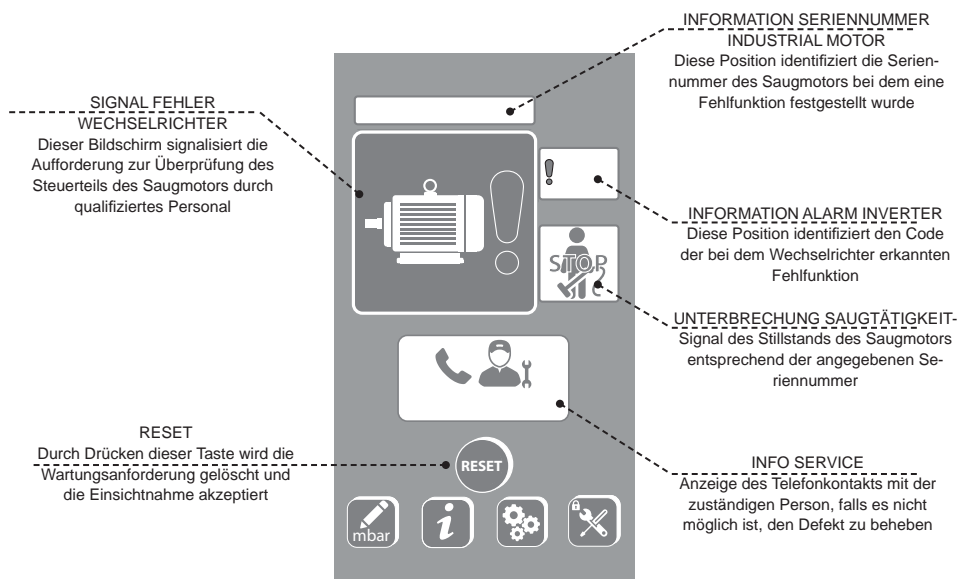 INFORMATION SERIENNUMMER
INDUSTRIAL MOTOR
Diese Position identifiziert die Serien-
nummer des Saugmotors bei dem eine
Fehlfunktion festgestellt wurde
SIGNAL FEHLER
WECHSELRICHTER
Dieser Bildschirm signalisiert die
Aufforderung zur Überprüfung des
Steuerteils des Saugmotors durch
qualifiziertes Personal
INFORMATION ALARM INVERTER
Diese Position identifiziert den Code
der bei dem Wechselrichter erkannten
Fehlfunktion
STOP
UNTERBRECHUNG SAUGTÄTIGKEIT-
Signal des Stillstands des Saugmotors
entsprechend der angegebenen Se-
riennummer
RESET
Durch Drücken dieser Taste wird die
Wartungsanforderung gelöscht und
die Einsichtnahme akzeptiert
RESET
INFO SERVICE
Anzeige des Telefonkontakts mit der
zuständigen Person, falls es nicht
möglich ist, den Defekt zu beheben
mbar
i